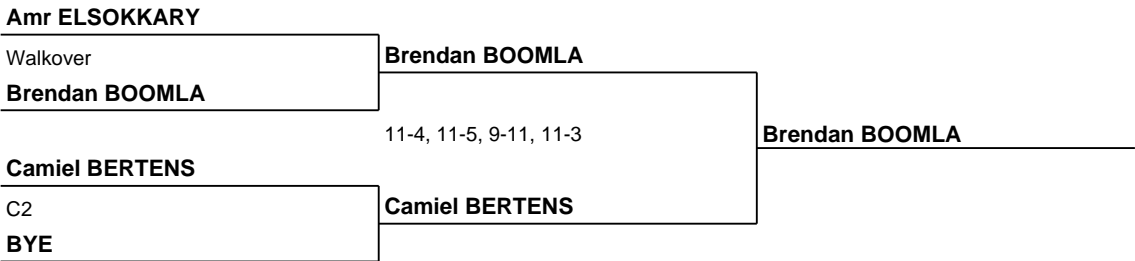 Amr ELSOKKARY
Walkover
Brendan BOOMLA
Brendan BOOMLA
11-4, 11-5, 9-11, 11-3
Brendan BOOMLA
Camiel BERTENS
C2
Camiel BERTENS
BYE